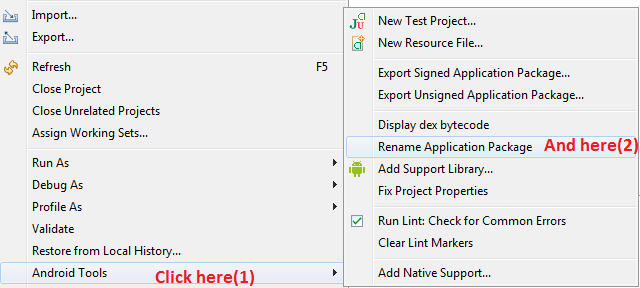 Import...
Export...
Refresh F5
Close Project
Close Unrelated Projects
Assign Working Sets...
Run As
Debug As
Profile As
Validate
Restore from Local History...
Android Tools
Click here(1)
Ju
New Test Project...
a
New Resource File...
Export Signed Application Package...
Export Unsigned Application Package...
Display dex bytecode
Rename Application Package And here(2)
Add Support Library...
Fix Project Properties
Run Lint: Check for Common Errors
Clear Lint Markers
Add Native Support...